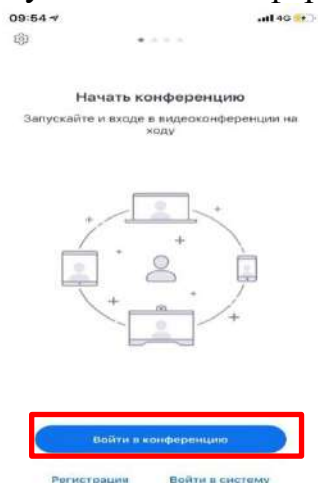 09:54
4G
Начать конференцию
Запускайте и входе в видеоконференции на
ходу
Войти в конференцию
Регистрация Войти в систему